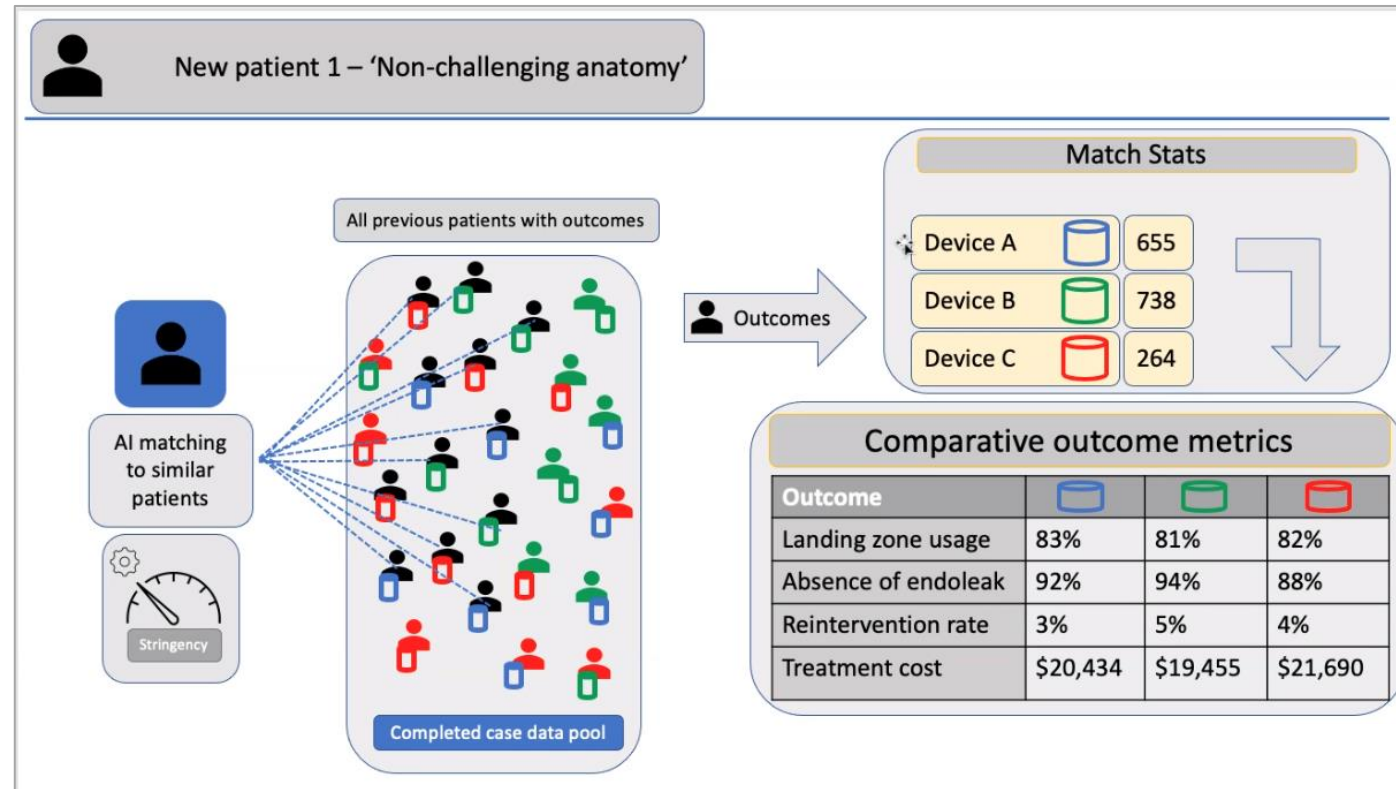 New patient 1 – ‘Non-challenging anatomy’
All previous patients with outcomes
AI matching
to similar
patients
Stringency
Completed case data pool
Outcomes
Match Stats
Device A 655
Device B 738
Device C 264
Comparative outcome metrics
Outcome
Landing zone usage 83% 81% 82%
Absence of endoleak 92% 94% 88%
Reintervention rate 3% 5% 4%
Treatment cost $20,434 $19,455 $21,690